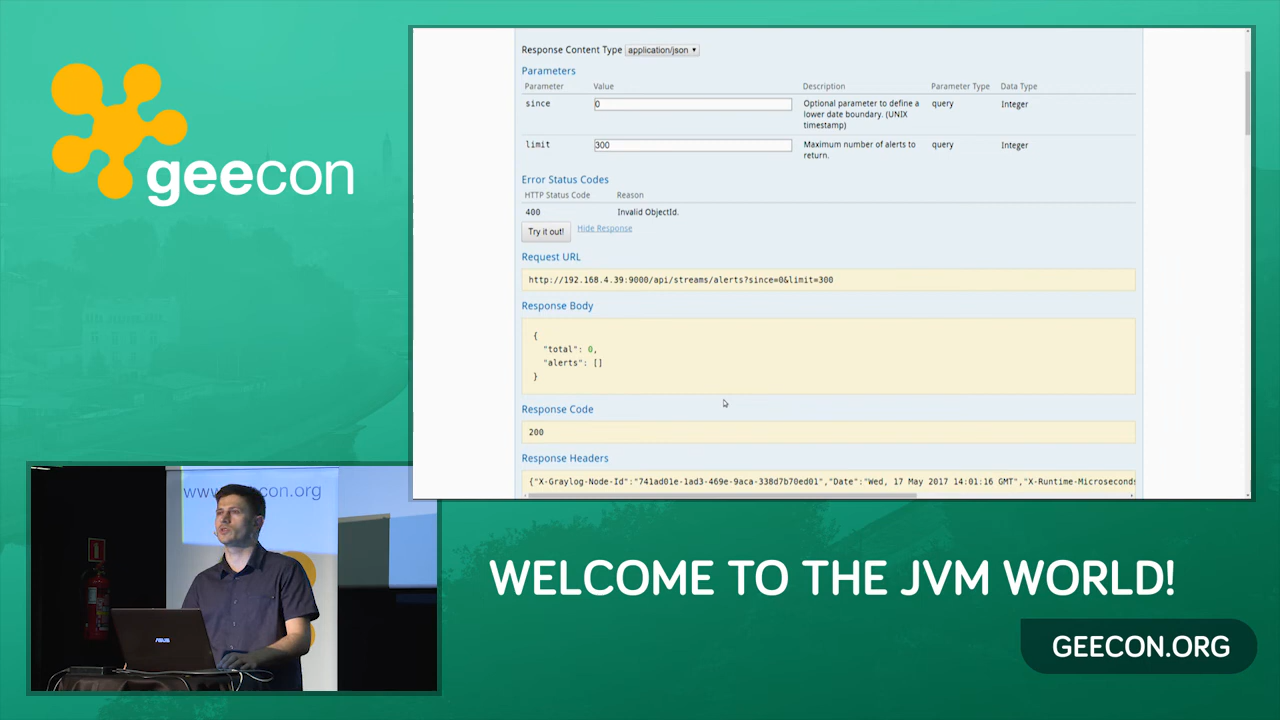 geecon
Response Content Type application/json
Parameters
Parameter Value Description Parameter Type Data Type
since 0 Optional parameter to define a lower date boundary. (UNIX timestamp) query Integer
limit 300 Maximum number of alerts to return. query Integer
Error Status Codes
HTTP Status Code Reason
400 Invalid ObjectId.
Try it out! Hide Response
Request URL
http://192.168.4.39:9000/api/streams/alerts?since=0&limit=300
Response Body
{
"total": 0,
"alerts": []
}
Response Code
200
Response Headers
{"X-Graylog-Node-Id":"741ad01e-1ad3-469e-9aca-338d7b70ed01","Date":"Wed, 17 May 2017 14:01:16 GMT","X-Runtime-Microseconds
www.geecon.org
ASUS
WELCOME TO THE JVM WORLD!
GEECON.ORG